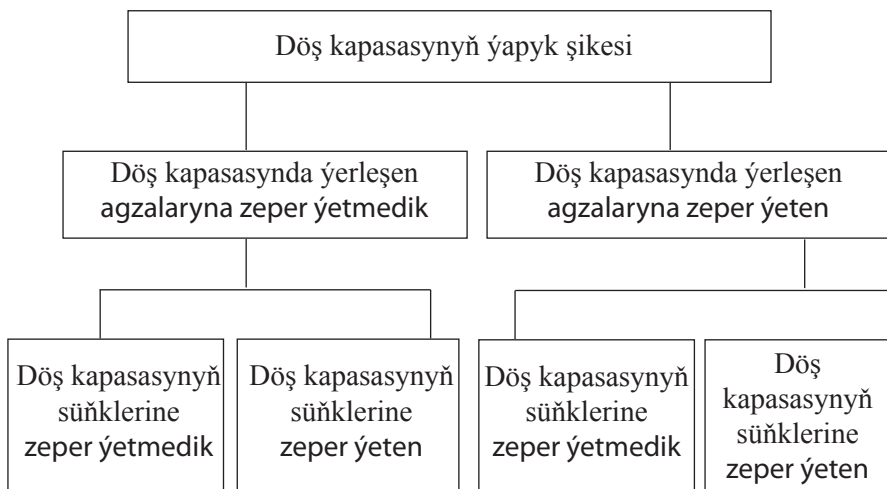 Döş kapasasynyň ýapyk şikesi
Döş kapasasynda ýerleşen
agzalaryna zeper ýetmedik
Döş kapasasynda ýerleşen
agzalaryna zeper ýeten
Döş kapasasynyň
süňklerine
zeper ýetmedik
Döş kapasasynyň
süňklerine
zeper ýeten
Döş kapasasynyň
süňklerine
zeper ýetmedik
Döş
kapasasynyň
süňklerine
zeper ýeten